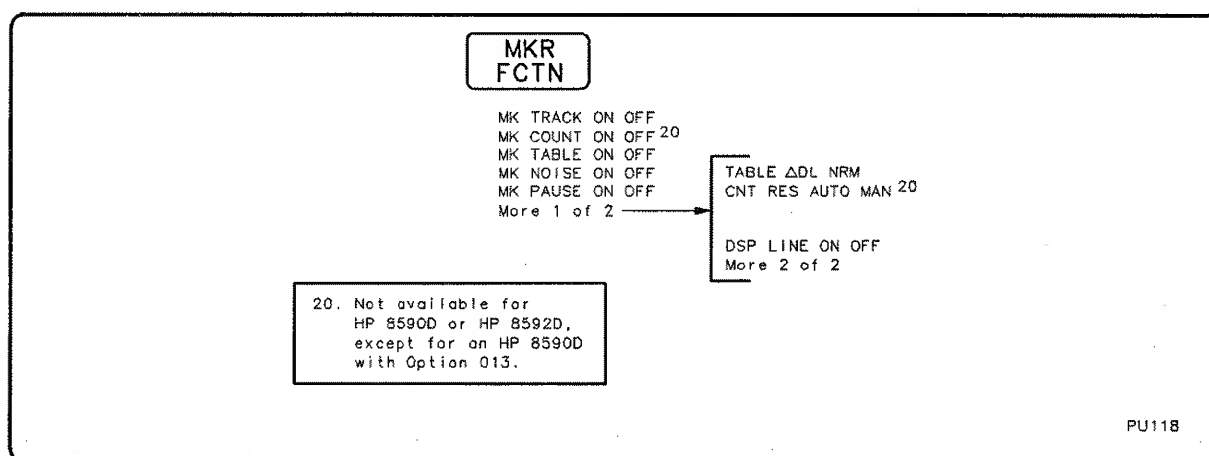 MKR
FCTN
MK TRACK ON OFF
MK COUNT ON OFF 20
MK TABLE ON OFF
MK NOISE ON OFF
MK PAUSE ON OFF
More 1 of 2
TABLE ΔDL NRM
CNT RES AUTO MAN 20
DSP LINE ON OFF
More 2 of 2
20. Not available for
HP 8590D or HP 8592D,
except for an HP 8590D
with Option 013.
PU118